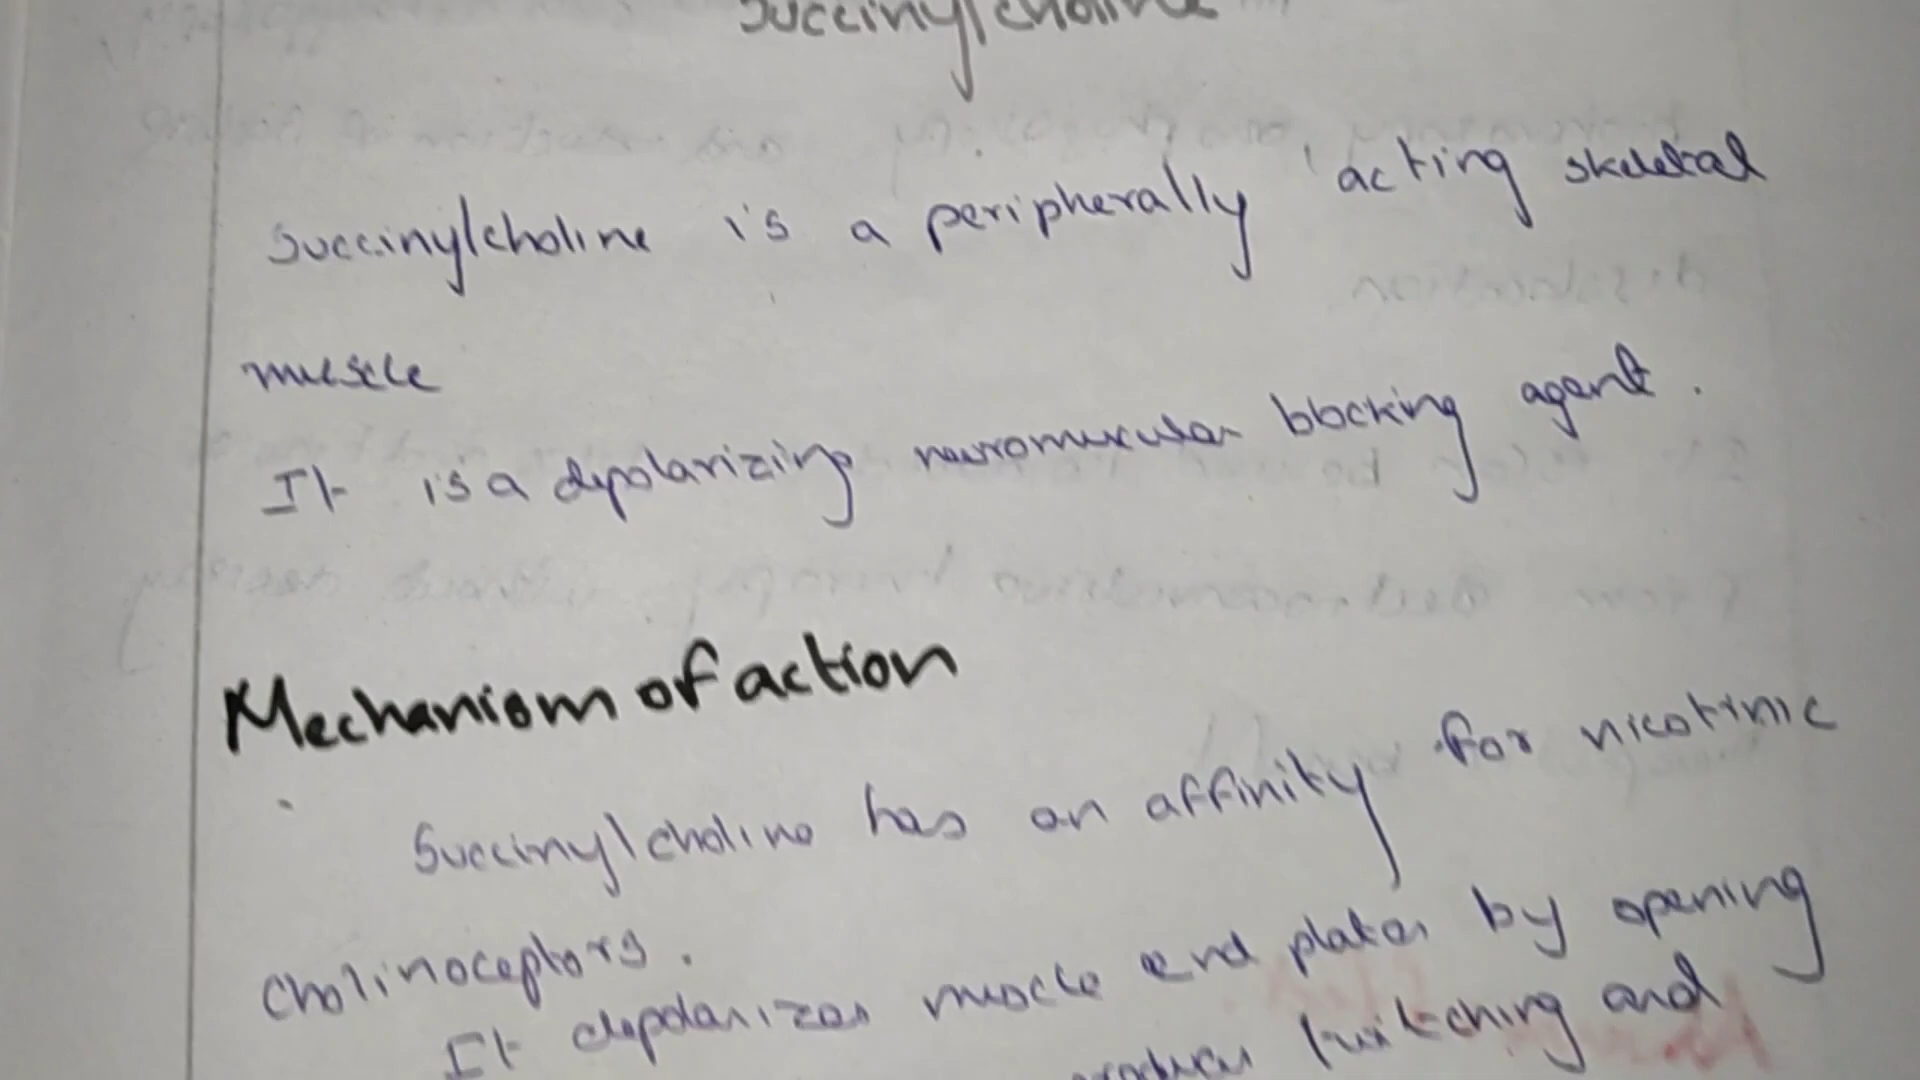 Succinylcholine
Succinylcholine is a peripherally acting skeletal
muscle
It is a depolarizing neuromuscular blocking agent.
Mechanism of action
Succinylcholine has an affinity for nicotinic
cholinoceptors.
It depolarizes muscle end plates by opening
produces twitching and